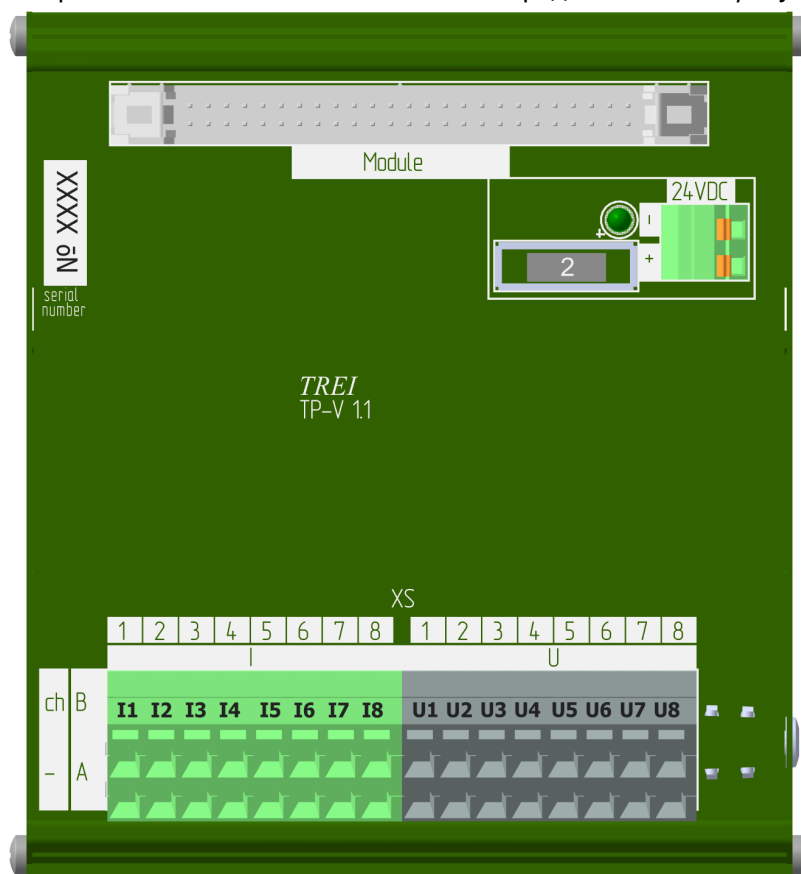 Module
24VDC
№ XXXX
–
2
+
serial
number
TREI
TP-V 1.1
XS
1 2 3 4 5 6 7 8 1 2 3 4 5 6 7 8
I U
ch B
I1 I2 I3 I4 I5 I6 I7 I8 U1 U2 U3 U4 U5 U6 U7 U8
– A